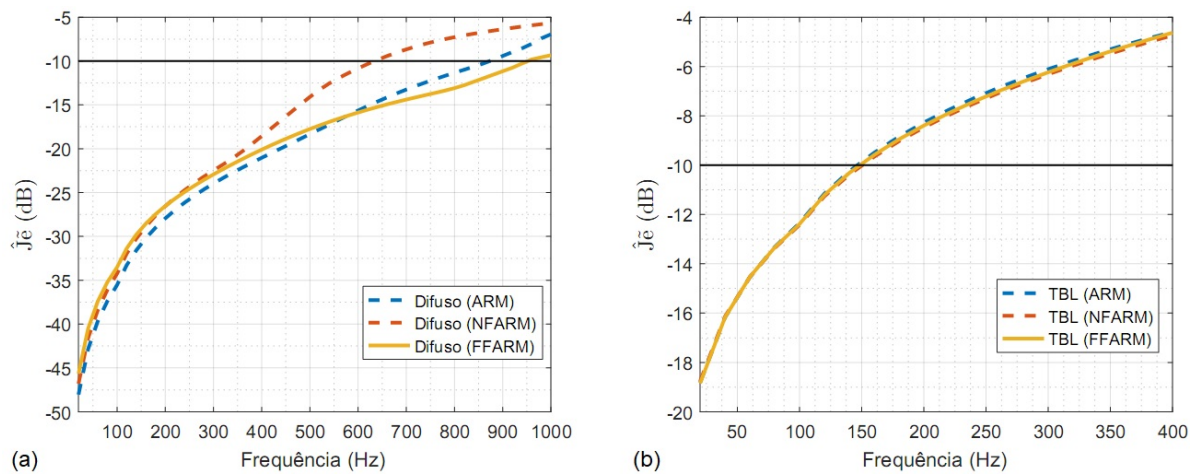 -5
-10
-15
-20
-25
-30
-35
-40
-45
-50
Ĵẽ (dB)
100 200 300 400 500 600 700 800 900 1000
Frequência (Hz)
Difuso (ARM)
Difuso (NFARM)
Difuso (FFARM)
(a)
-4
-6
-8
-10
-12
-14
-16
-18
-20
Ĵẽ (dB)
50 100 150 200 250 300 350 400
Frequência (Hz)
TBL (ARM)
TBL (NFARM)
TBL (FFARM)
(b)